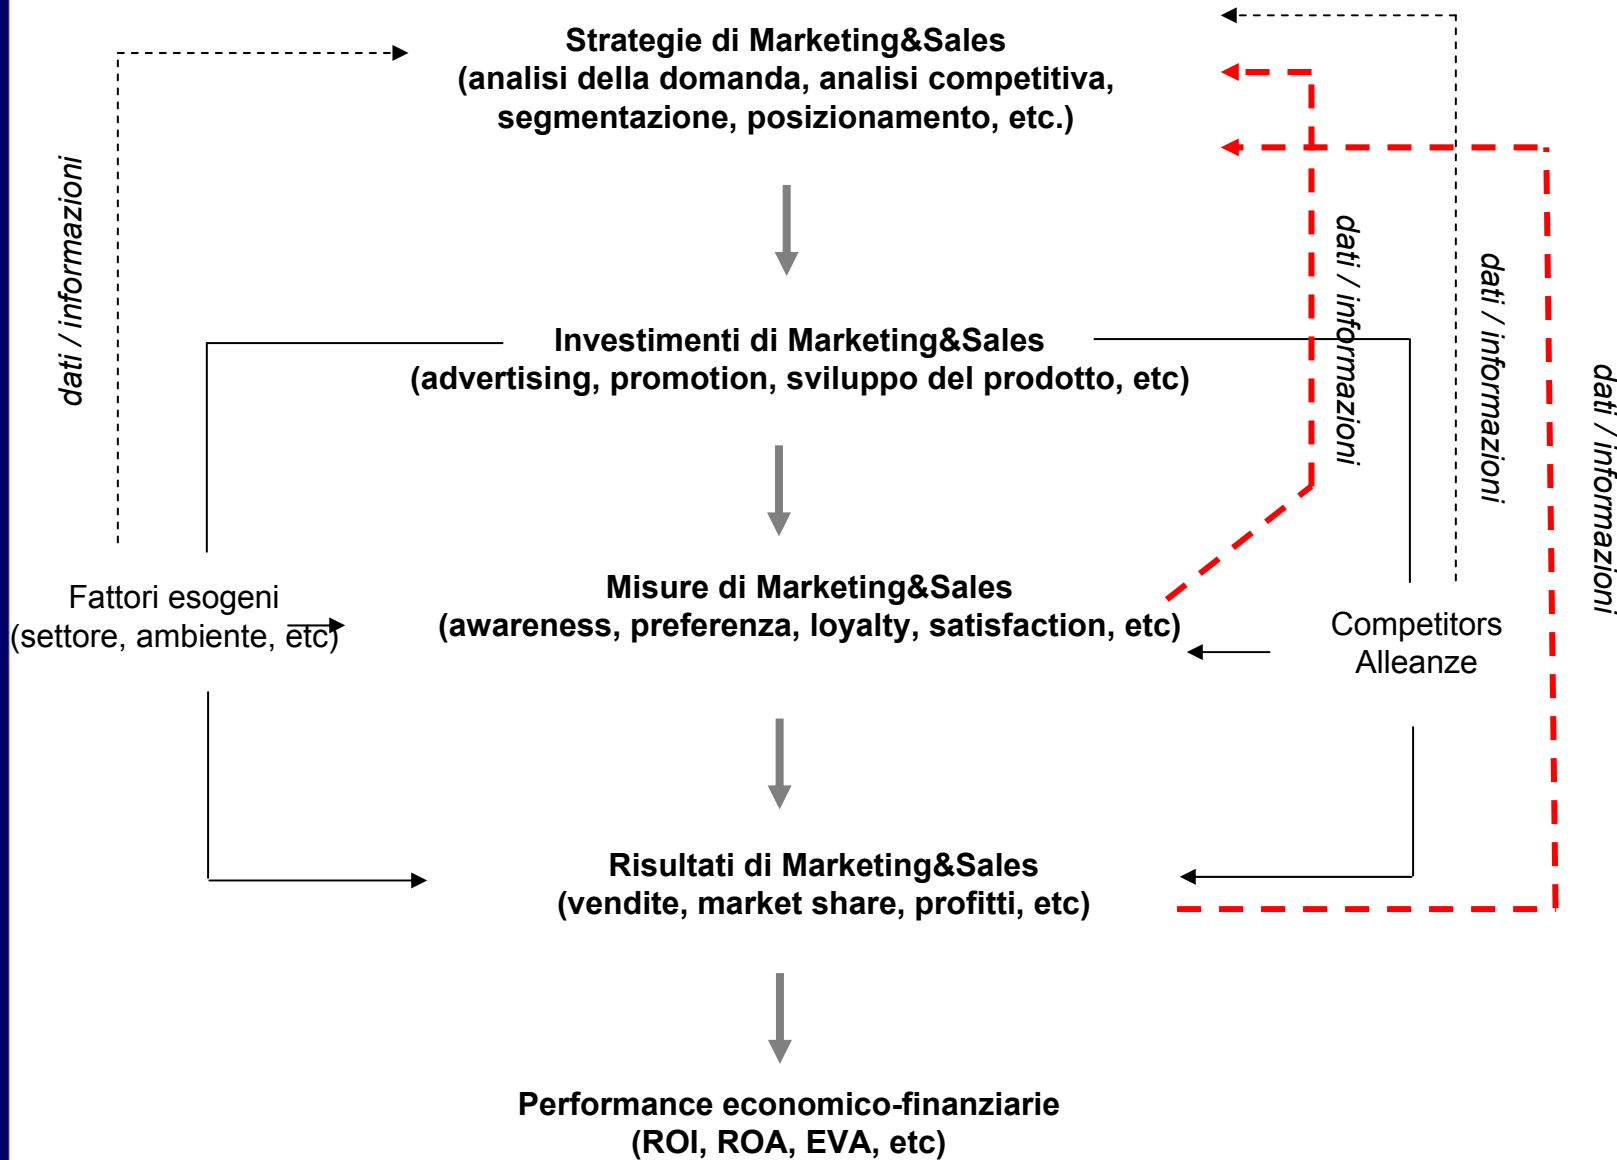 Strategie di Marketing&Sales
(analisi della domanda, analisi competitiva,
segmentazione, posizionamento, etc.)
dati / informazioni
dati / informazioni
dati / informazioni
dati / informazioni
Investimenti di Marketing&Sales
(advertising, promotion, sviluppo del prodotto, etc)
Fattori esogeni
(settore, ambiente, etc)
Misure di Marketing&Sales
(awareness, preferenza, loyalty, satisfaction, etc)
Competitors
Alleanze
Risultati di Marketing&Sales
(vendite, market share, profitti, etc)
Performance economico-finanziarie
(ROI, ROA, EVA, etc)